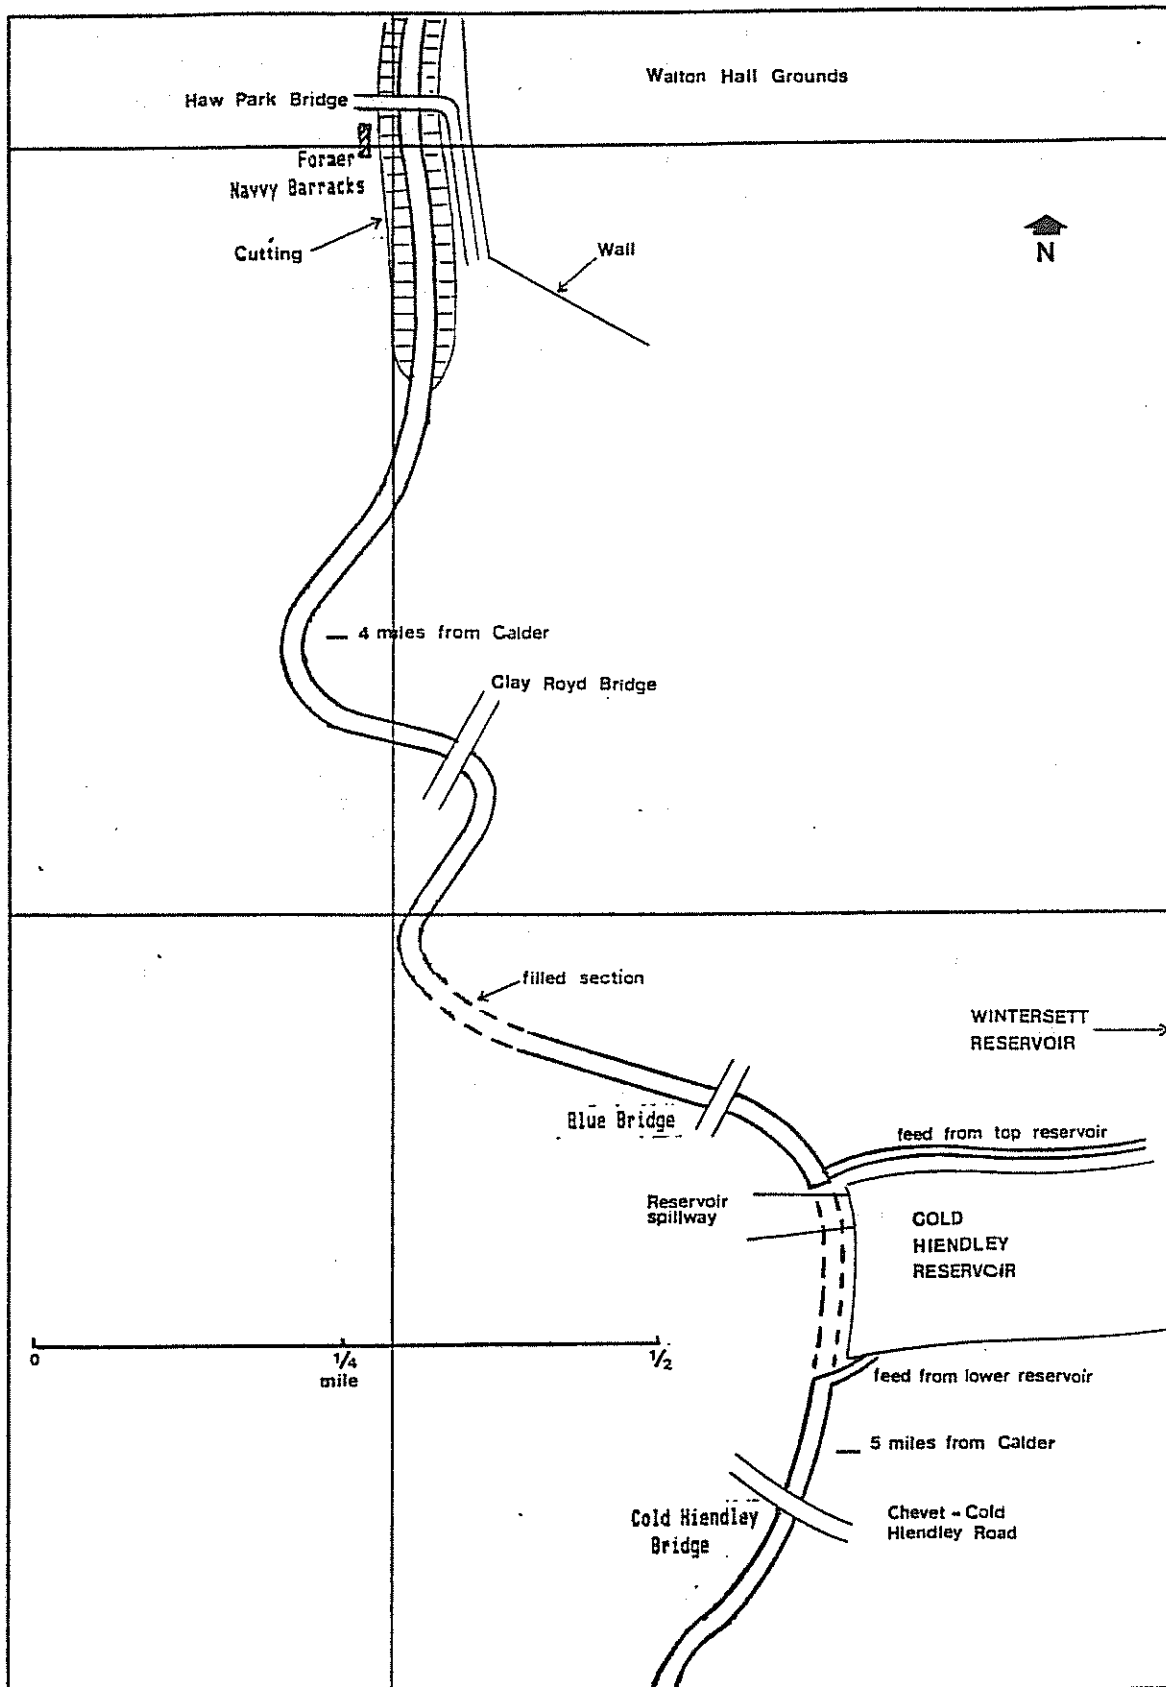 Walton Hall Grounds
Haw Park Bridge
Foraer
Navvy Barracks
Cutting
Wall
N
4 miles from Calder
Clay Royd Bridge
filled section
WINTERSETT
RESERVOIR
Blue Bridge
feed from top reservoir
Reservoir
spillway
COLD
HIENDLEY
RESERVOIR
0
1/4
mile
1/2
feed from lower reservoir
5 miles from Calder
Cold Hiendley
Bridge
Chevet - Cold
Hiendley Road